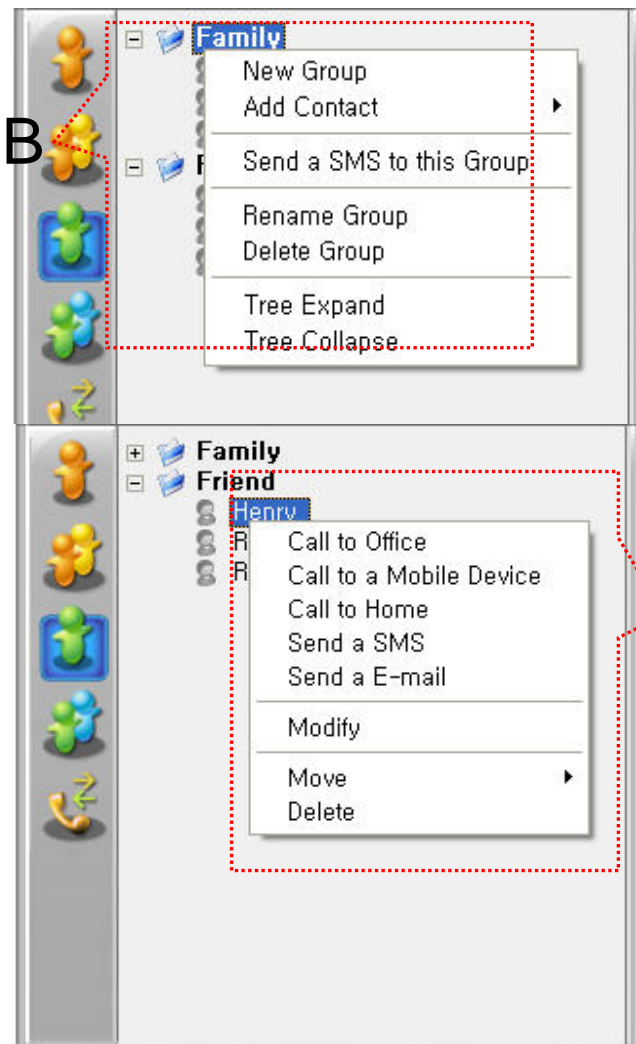 Family
New Group
Add Contact
B
Send a SMS to this Group
F
Rename Group
Delete Group
Tree Expand
Tree Collapse
Family
Friend
Henry
R
Call to Office
R
Call to a Mobile Device
Call to Home
Send a SMS
Send a E-mail
Modify
Move
Delete